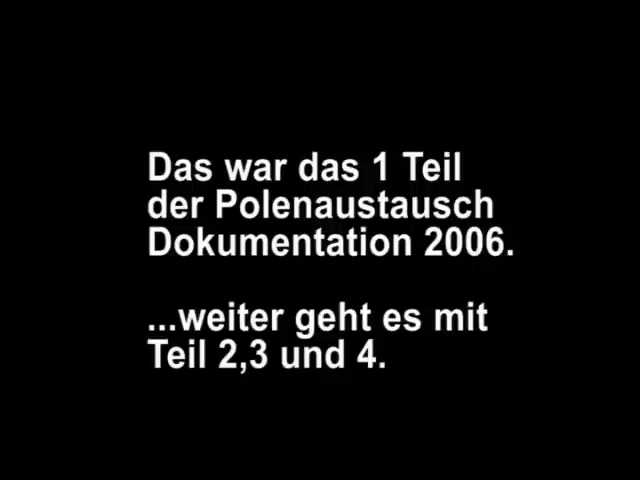 Das war das 1 Teil
der Polenaustausch
Dokumentation 2006.
...weiter geht es mit
Teil 2,3 und 4.